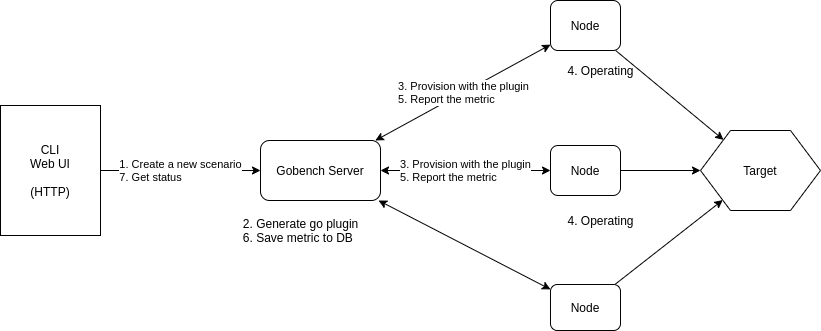 CLI
Web UI
(HTTP)
1. Create a new scenario
7. Get status
Gobench Server
2. Generate go plugin
6. Save metric to DB
3. Provision with the plugin
5. Report the metric
3. Provision with the plugin
5. Report the metric
Node
4. Operating
Node
4. Operating
Node
Target